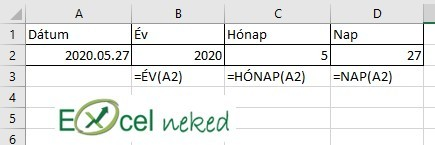 A B C D
1 Dátum Év Hónap Nap
2 2020.05.27 2020 5 27
3 =ÉV(A2) =HÓNAP(A2) =NAP(A2)
4
5 Excel neked
6